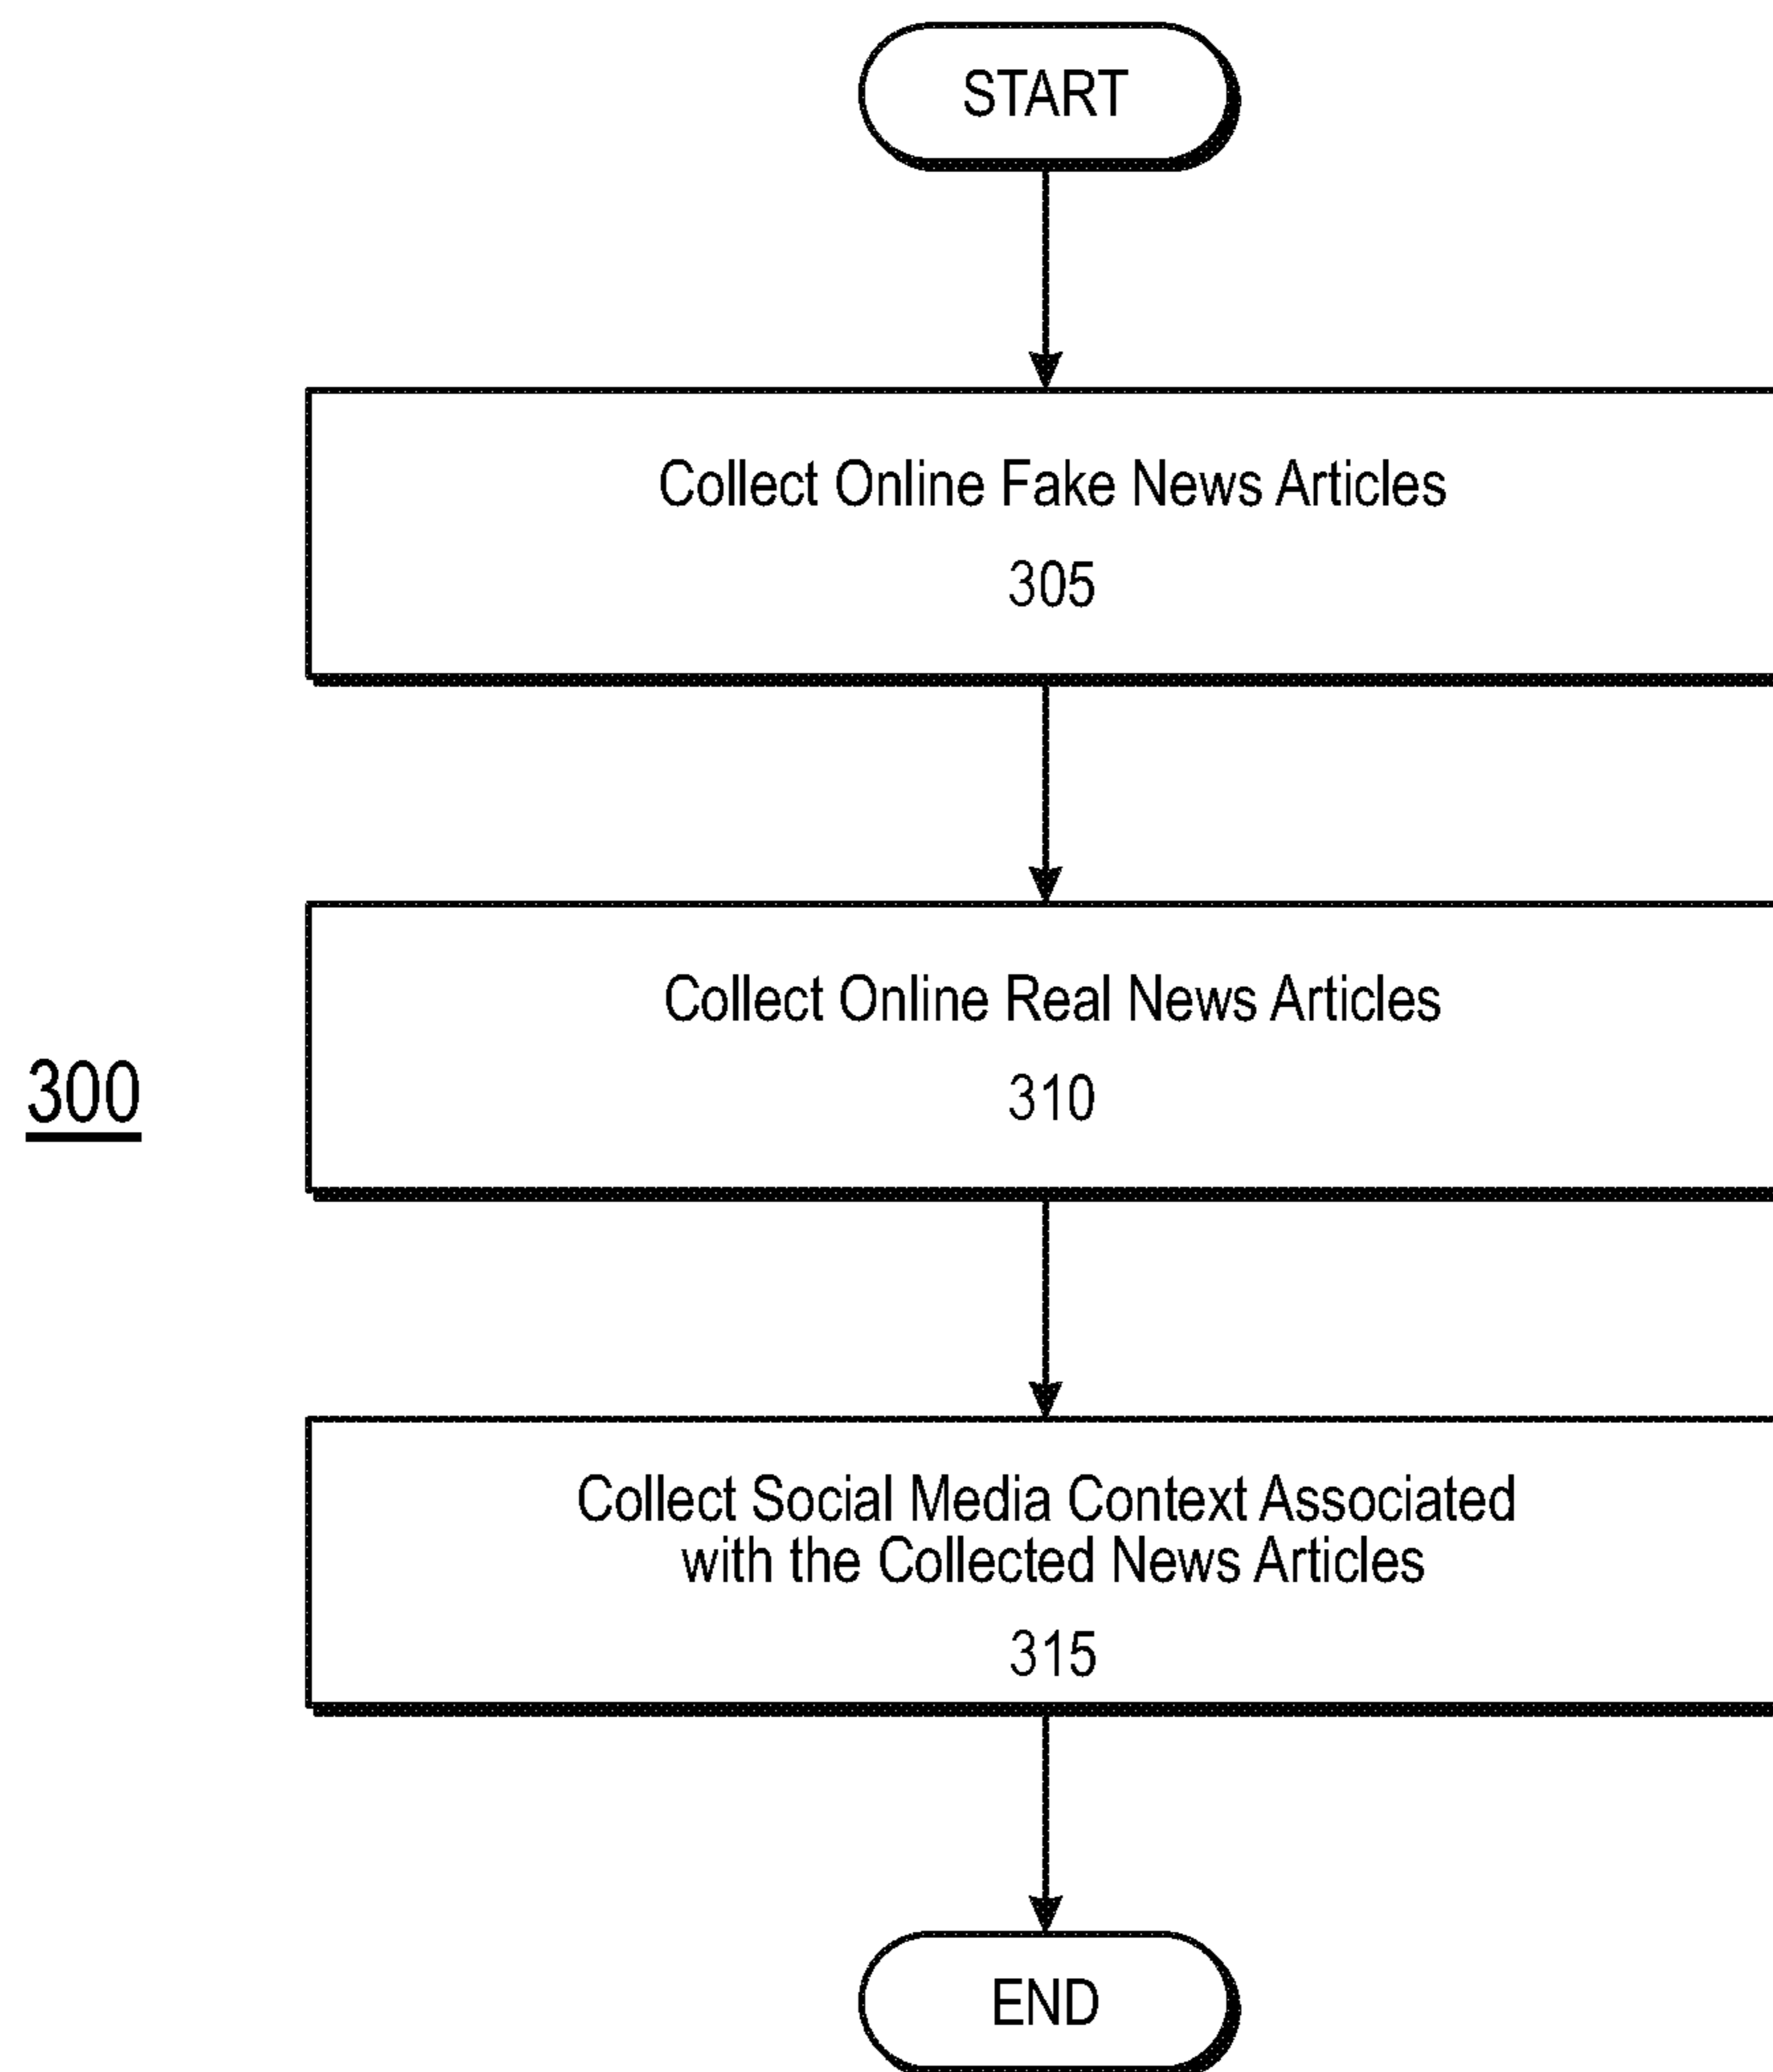 START
Collect Online Fake News Articles
305
Collect Online Real News Articles
310
300
Collect Social Media Context Associated
with the Collected News Articles
315
END